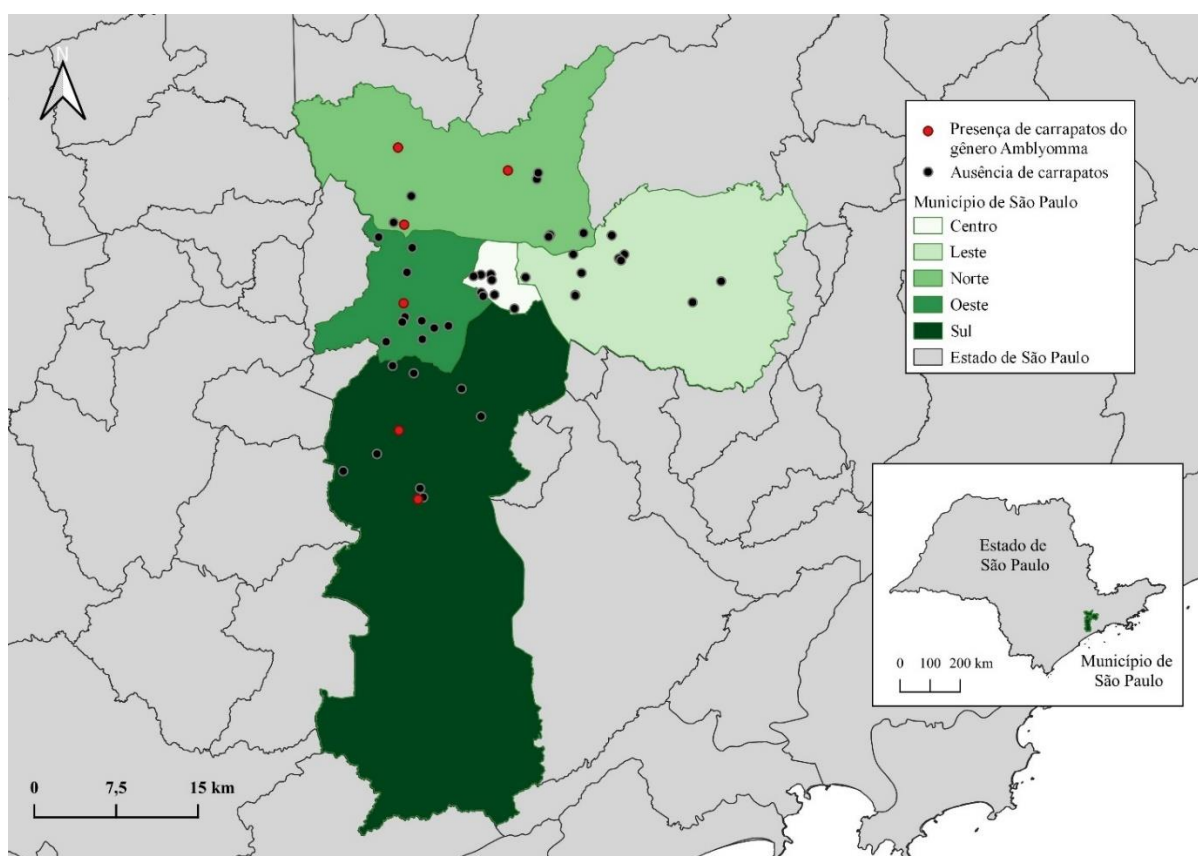 N
Presença de carrapatos do
gênero Amblyomma
Ausência de carrapatos
Município de São Paulo
Centro
Leste
Norte
Oeste
Sul
Estado de São Paulo
Estado de
São Paulo
0 100 200 km
Município de
São Paulo
0 7,5 15 km